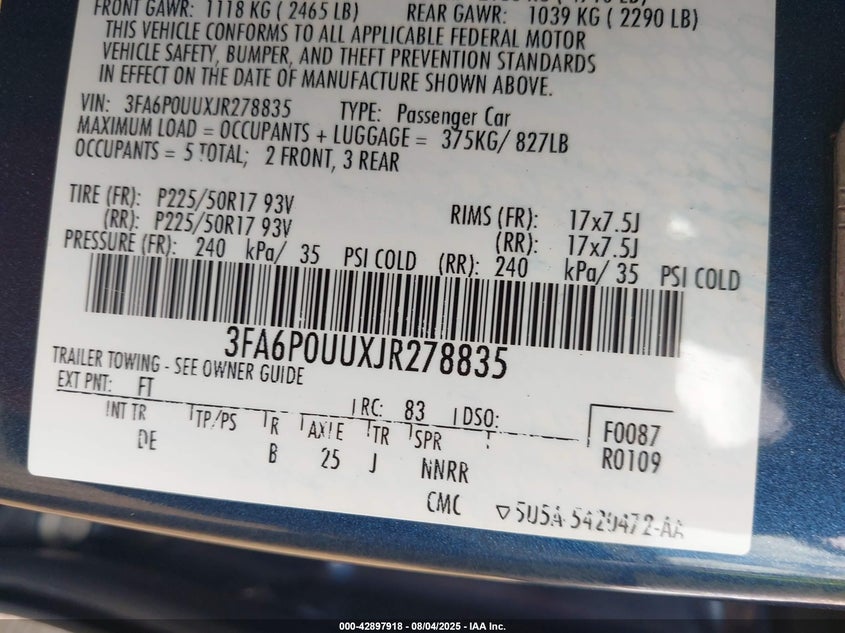 FRONT GAWR: 1118 KG ( 2465 LB) REAR GAWR: 1039 KG ( 2290 LB)
THIS VEHICLE CONFORMS TO ALL APPLICABLE FEDERAL MOTOR
VEHICLE SAFETY, BUMPER, AND THEFT PREVENTION STANDARDS
IN EFFECT ON THE DATE OF MANUFACTURE SHOWN ABOVE.
VIN: 3FA6P0UUXJR278835 TYPE: Passenger Car
MAXIMUM LOAD = OCCUPANTS + LUGGAGE = 375KG/ 827LB
OCCUPANTS = 5 TOTAL; 2 FRONT, 3 REAR
TIRE (FR): P225/50R17 93V RIMS (FR): 17x7.5J
(RR): P225/50R17 93V (RR): 17x7.5J
PRESSURE (FR): 240 kPa/ 35 PSI COLD (RR): 240 kPa/ 35 PSI COLD
3FA6P0UUXJR278835
TRAILER TOWING - SEE OWNER GUIDE
EXT PNT: FT RC: 83 DSO:
INT TR TP/PS R AXLE TR SPR F0087
DE B 25 J NNRR R0109
CMC 5U5A-5420472-AA
000-42897918 - 08/04/2025 - IAA Inc.